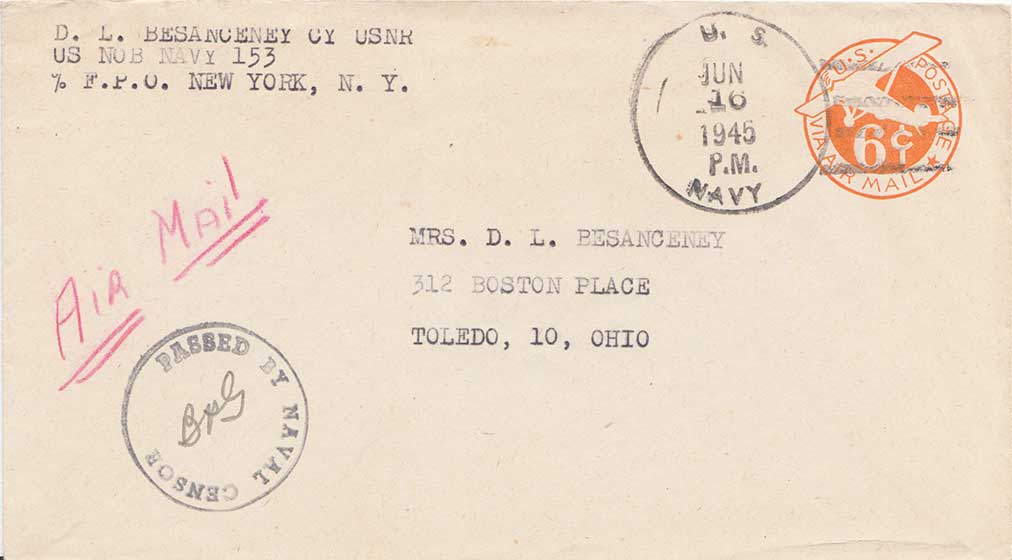 D. L. BESANCENEY CY USNR
US NOB NAVY 153
% F.P.O. NEW YORK, N. Y.
U. S.
JUN
16
1945
P.M.
NAVY
U.S. POSTAGE
6¢
VIA AIR MAIL
AIR MAIL
MRS. D. L. BESANCENEY
312 BOSTON PLACE
TOLEDO, 10, OHIO
PASSED BY NAVAL CENSOR